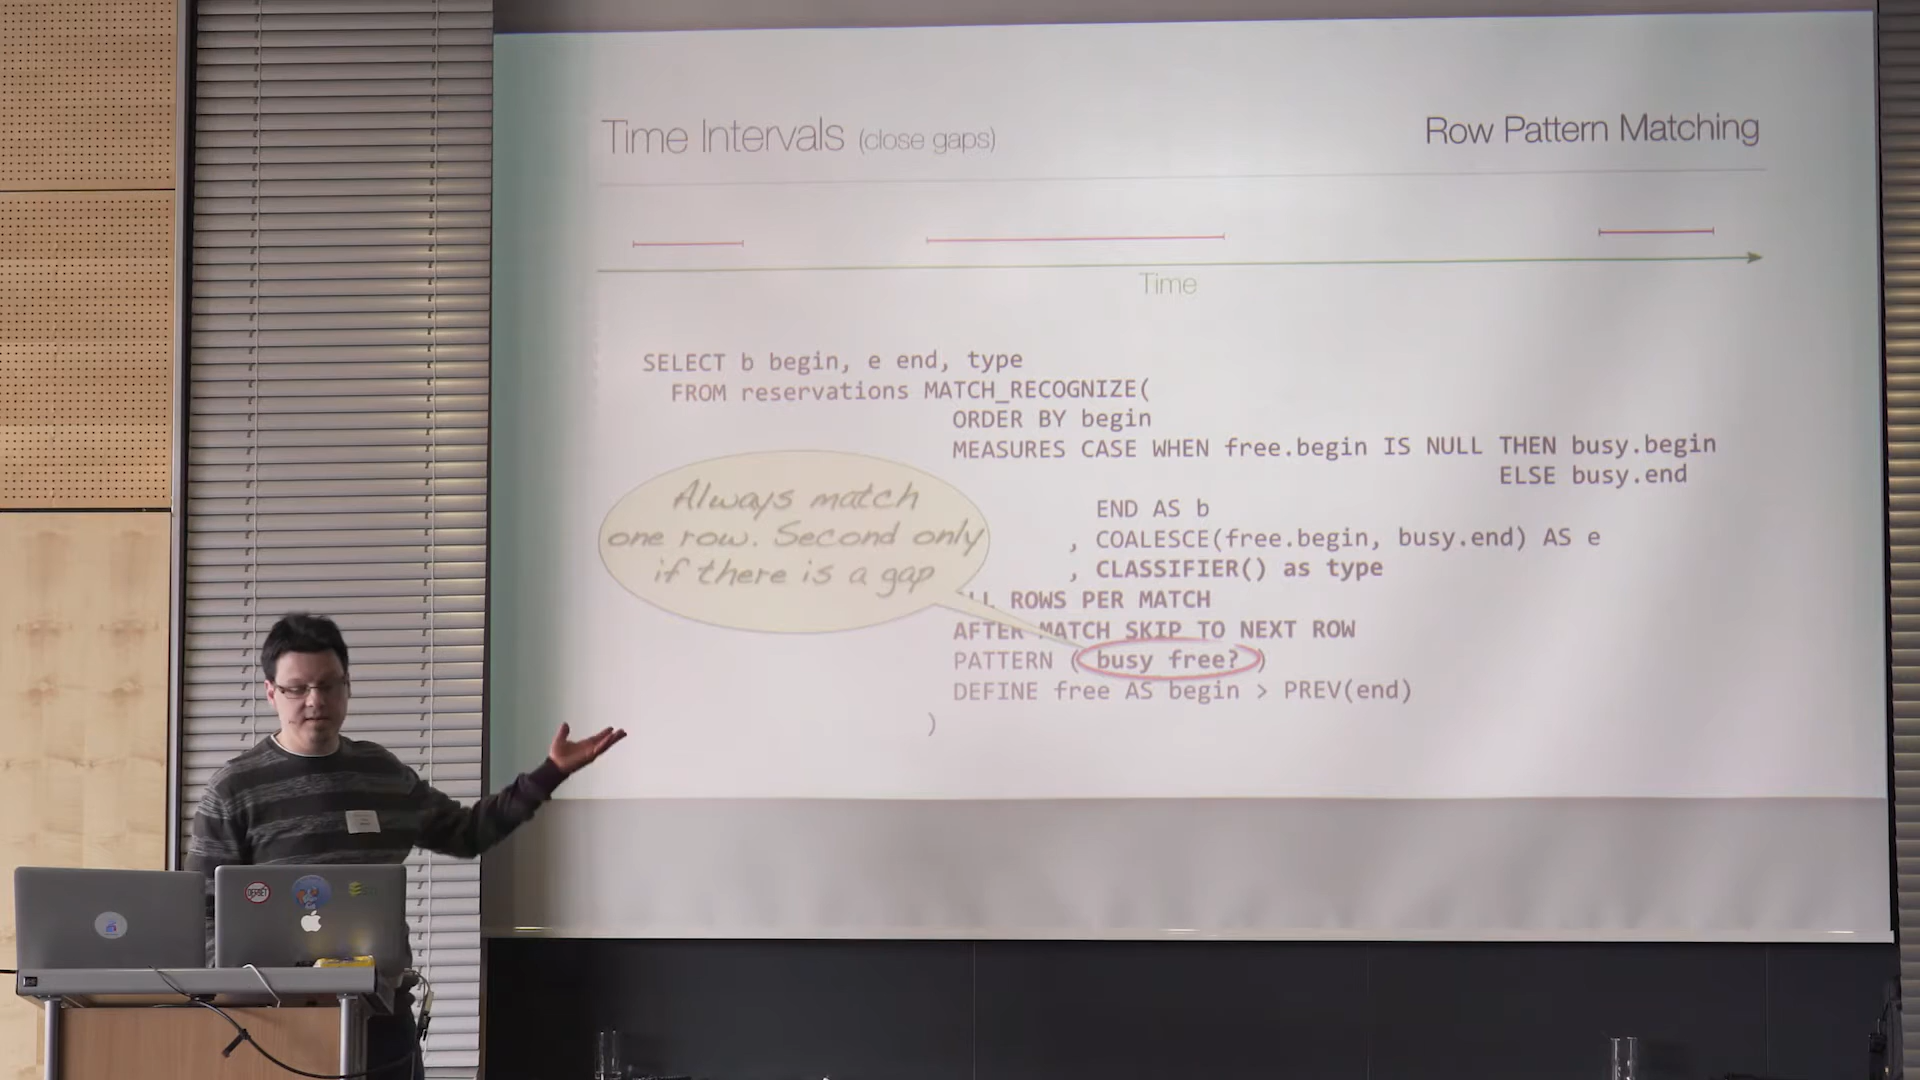 Time Intervals (close gaps)
Row Pattern Matching
Time
SELECT b begin, e end, type
FROM reservations MATCH_RECOGNIZE(
ORDER BY begin
MEASURES CASE WHEN free.begin IS NULL THEN busy.begin
ELSE busy.end
END AS b
, COALESCE(free.begin, busy.end) AS e
, CLASSIFIER() as type
ROWS PER MATCH
AFTER MATCH SKIP TO NEXT ROW
PATTERN ( busy free? )
DEFINE free AS begin > PREV(end)
)
Always match
one row. Second only
if there is a gap